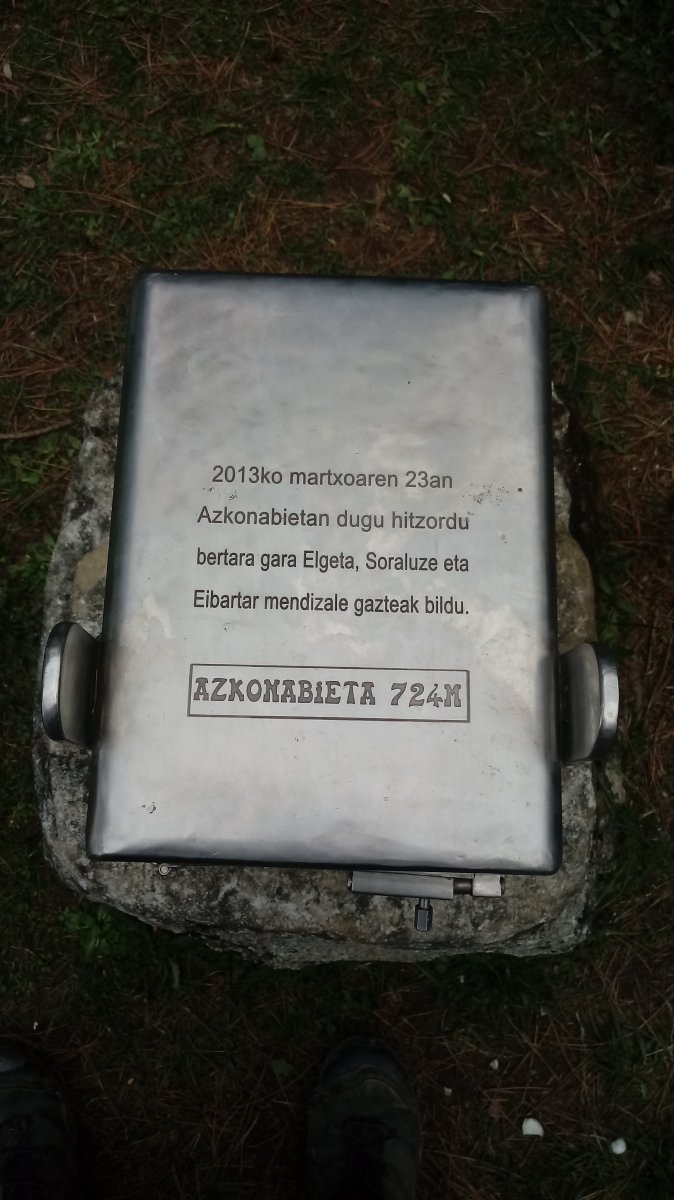 2013ko martxoaren 23an
Azkonabietan dugu hitzordu
bertara gara Elgeta, Soraluze eta
Eibartar mendizale gazteak bildu.
AZKONABiETA 724M